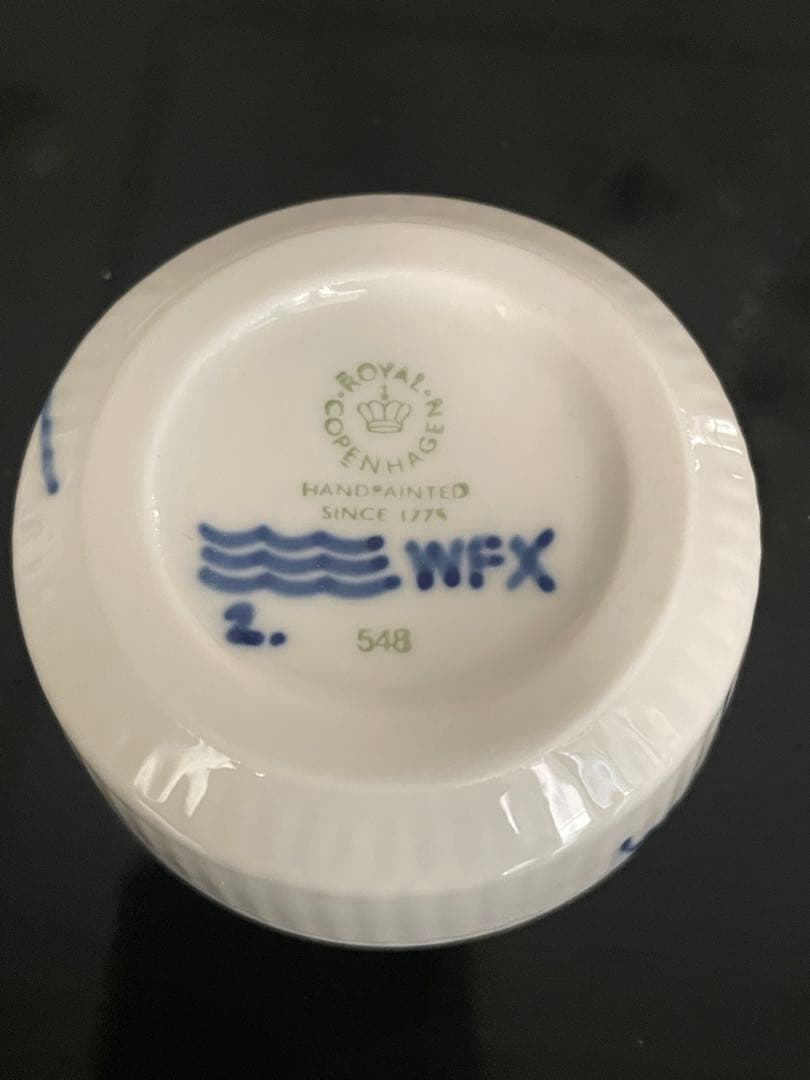 ROYAL COPENHAGEN
HANDPAINTED
SINCE 1775
WFX
2.
548